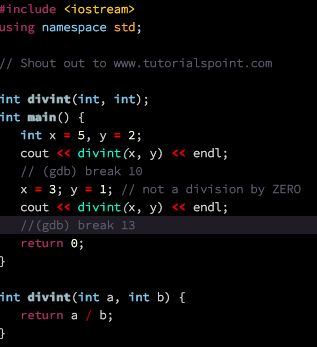 #include <iostream>
using namespace std;
// Shout out to www.tutorialspoint.com
int divint(int, int);
int main() {
int x = 5, y = 2;
cout << divint(x, y) << endl;
// (gdb) break 10
x = 3; y = 1; // not a division by ZERO
cout << divint(x, y) << endl;
//(gdb) break 13
return 0;
}
int divint(int a, int b) {
return a / b;
}